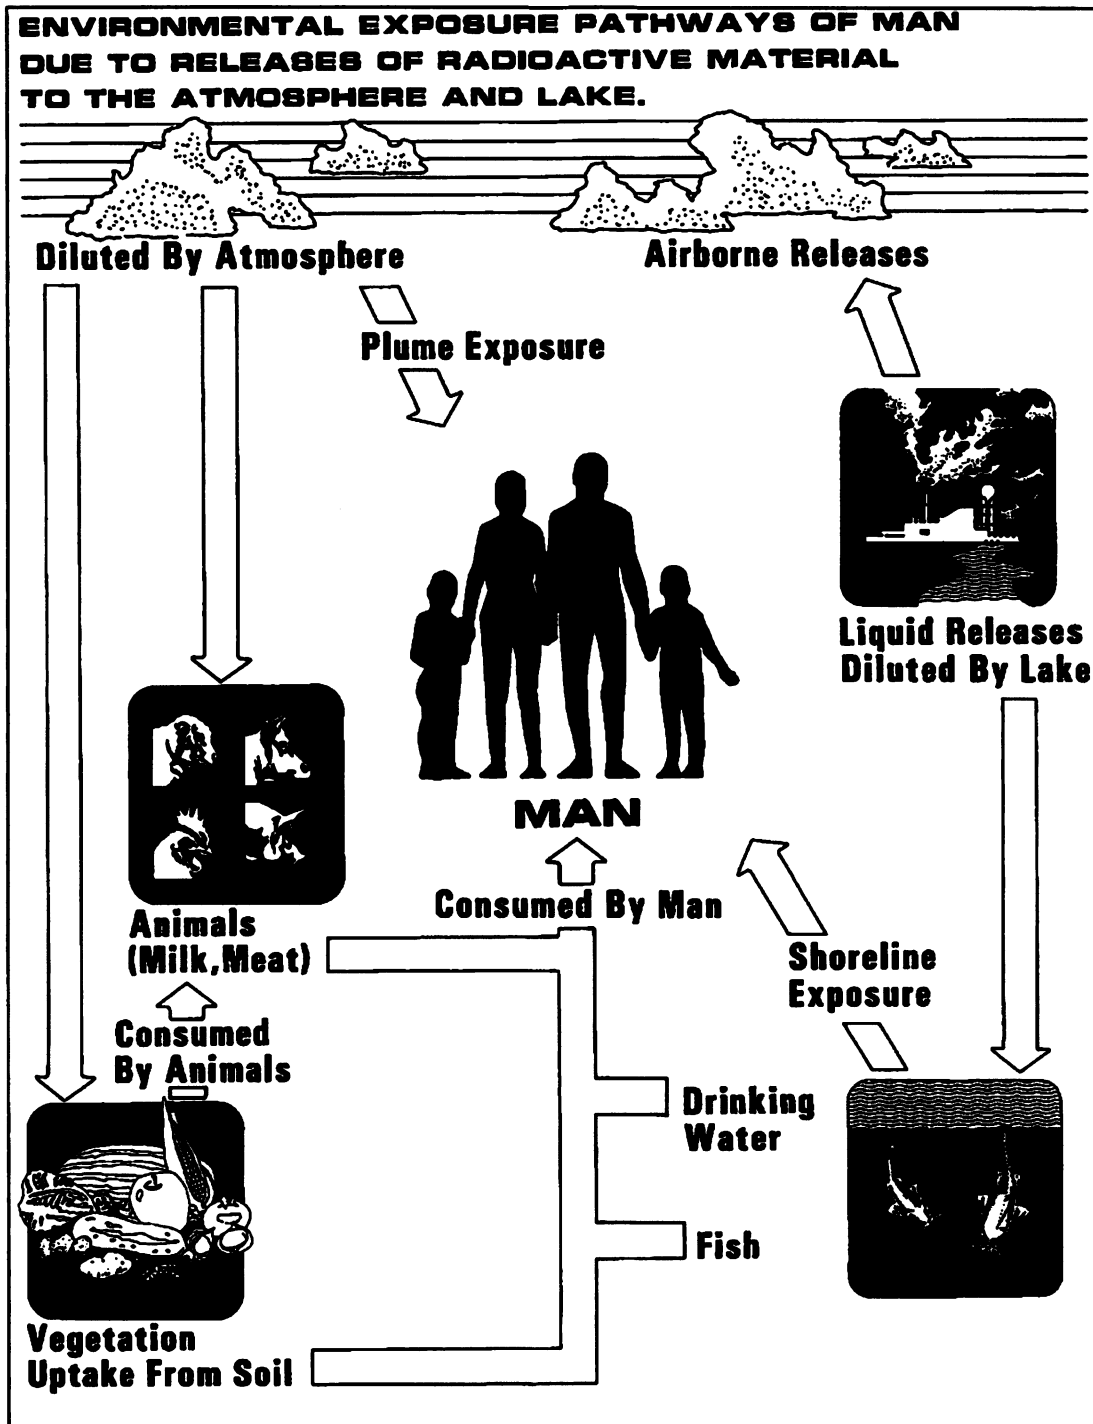 ENVIRONMENTAL EXPOSURE PATHWAYS OF MAN
DUE TO RELEASES OF RADIOACTIVE MATERIAL
TO THE ATMOSPHERE AND LAKE.
Diluted By Atmosphere
Airborne Releases
Plume Exposure
Liquid Releases
Diluted By Lake
MAN
Consumed By Man
Animals
(Milk,Meat)
Shoreline
Exposure
Consumed
By Animals
Drinking
Water
Fish
Vegetation
Uptake From Soil